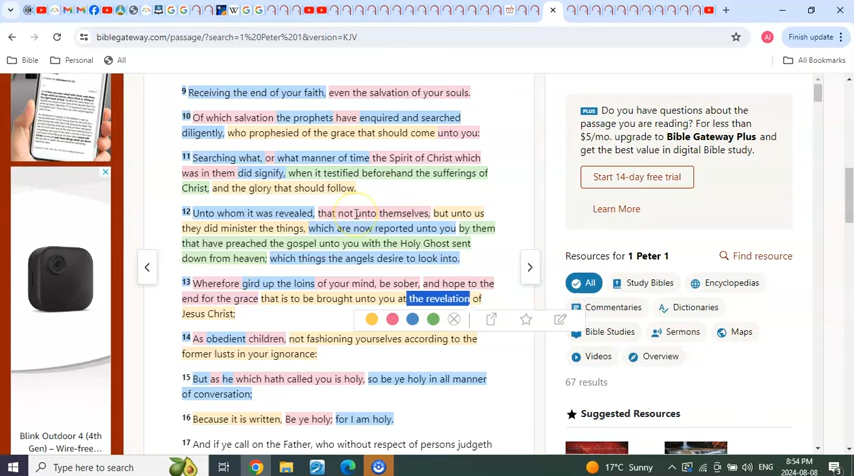 Finish update
biblegateway.com/passage/?search=1%20Peter%201&version=KJV
Bible
Personal
All
All Bookmarks
9 Receiving the end of your faith, even the salvation of your souls.
10 Of which salvation the prophets have enquired and searched
diligently, who prophesied of the grace that should come unto you:
11 Searching what, or what manner of time the Spirit of Christ which
was in them did signify, when it testified beforehand the sufferings of
Christ, and the glory that should follow.
12 Unto whom it was revealed, that not unto themselves, but unto us
they did minister the things, which are now reported unto you by them
that have preached the gospel unto you with the Holy Ghost sent
down from heaven; which things the angels desire to look into.
13 Wherefore gird up the loins of your mind, be sober, and hope to the
end for the grace that is to be brought unto you at the revelation of
Jesus Christ;
14 As obedient children, not fashioning yourselves according to the
former lusts in your ignorance:
15 But as he which hath called you is holy, so be ye holy in all manner
of conversation;
16 Because it is written, Be ye holy; for I am holy.
17 And if ye call on the Father, who without respect of persons judgeth
PLUS Do you have questions about the
passage you are reading? For less than
$5/mo. upgrade to Bible Gateway Plus and
get the best value in digital Bible study.
Start 14-day free trial
Learn More
Resources for 1 Peter 1
Find resource
All
Study Bibles
Encyclopedias
Commentaries
Dictionaries
Bible Studies
Sermons
Maps
Videos
Overview
67 results
Suggested Resources
Blink Outdoor 4 (4th
Gen) – Wire-free...
Type here to search
17°C Sunny
8:54 PM
2024-08-08